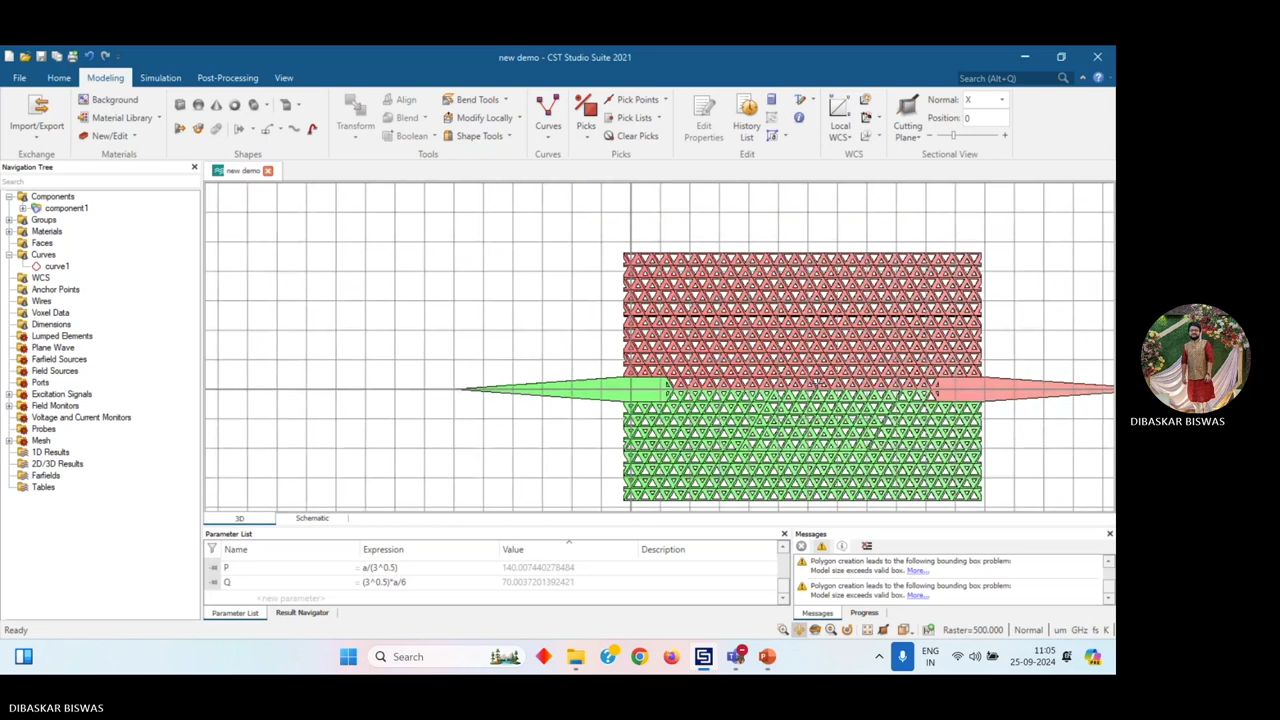 new demo - CST Studio Suite 2021
File Home Modeling Simulation Post-Processing View Search (Alt+Q)
Import/Export
Exchange
Background
Material Library
New/Edit
Materials
Shapes
Transform
Align
Blend
Boolean
Bend Tools
Modify Locally
Shape Tools
Tools
Curves
Curves
Picks
Pick Points
Pick Lists
Clear Picks
Picks
Edit
Properties
History
List
Edit
Local
WCS
WCS
Cutting
Plane
Normal: X
Position: 0
Sectional View
Navigation Tree
Search
new demo
Components
component1
Groups
Materials
Faces
Curves
curve1
WCS
Anchor Points
Wires
Voxel Data
Dimensions
Lumped Elements
Plane Wave
Farfield Sources
Field Sources
Ports
Excitation Signals
Field Monitors
Voltage and Current Monitors
Probes
Mesh
1D Results
2D/3D Results
Farfields
Tables
3D Schematic
Parameter List
Name Expression Value Description
P = a/(3^0.5) 140.007440278484
Q = (3^0.5)*a/6 70.0037201392421
<new parameter>
Parameter List Result Navigator
Messages
Polygon creation leads to the following bounding box problem:
Model size exceeds valid box. More...
Polygon creation leads to the following bounding box problem:
Model size exceeds valid box. More...
Messages Progress
Ready
Raster=500.000 Normal um GHz fs K
Search
ENG
IN
11:05
25-09-2024
DIBASKAR BISWAS
DIBASKAR BISWAS